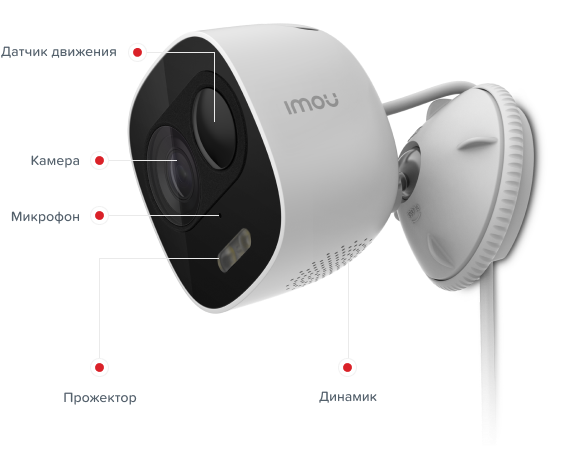 Датчик движения
imou
Камера
Микрофон
Прожектор
Динамик